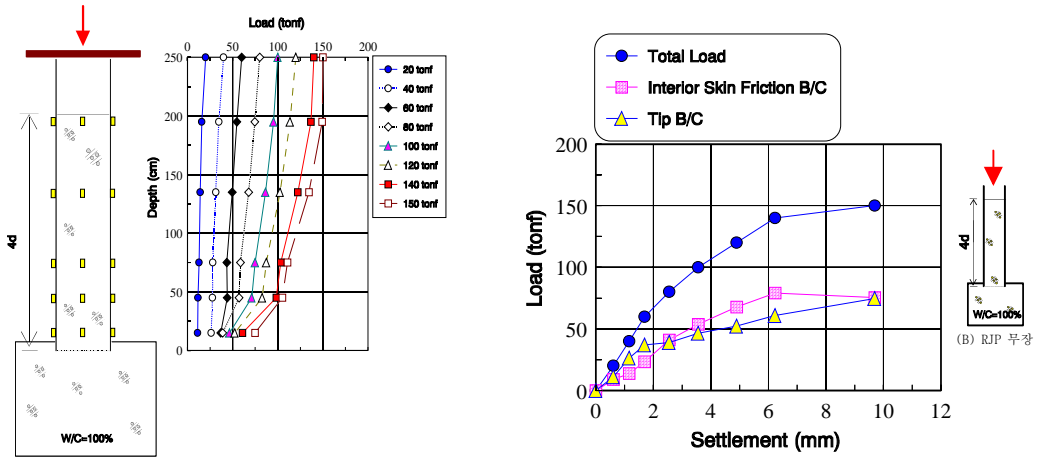 4d
W/C=100%
Load (tonf)
0 50 100 150 200
250
200
150
100
50
0
Depth (cm)
20 tonf
40 tonf
60 tonf
80 tonf
100 tonf
120 tonf
140 tonf
150 tonf
Total Load
Interior Skin Friction B/C
Tip B/C
200
150
100
50
0
Load (tonf)
0 2 4 6 8 10 12
Settlement (mm)
4d
W/C=100%
(B) RJP 무장